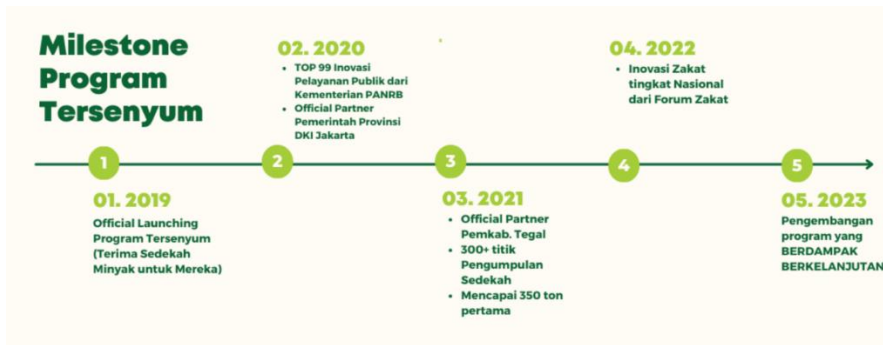 Milestone
Program
Tersenyum
1
01. 2019
Official Launching
Program Tersenyum
(Terima Sedekah
Minyak untuk Mereka)
02. 2020
• TOP 99 Inovasi
Pelayanan Publik dari
Kementerian PANRB
• Official Partner
Pemerintah Provinsi
DKI Jakarta
2
3
03. 2021
• Official Partner
Pemkab. Tegal
• 300+ titik
Pengumpulan
Sedekah
• Mencapai 350 ton
pertama
04. 2022
• Inovasi Zakat
tingkat Nasional
dari Forum Zakat
4
5
05. 2023
Pengembangan
program yang
BERDAMPAK
BERKELANJUTAN